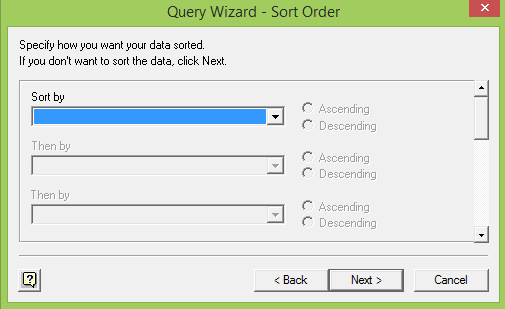 Query Wizard - Sort Order
Specify how you want your data sorted.
If you don't want to sort the data, click Next.
Sort by
Ascending
Descending
Then by
Ascending
Descending
Then by
Ascending
Descending
?
< Back
Next >
Cancel